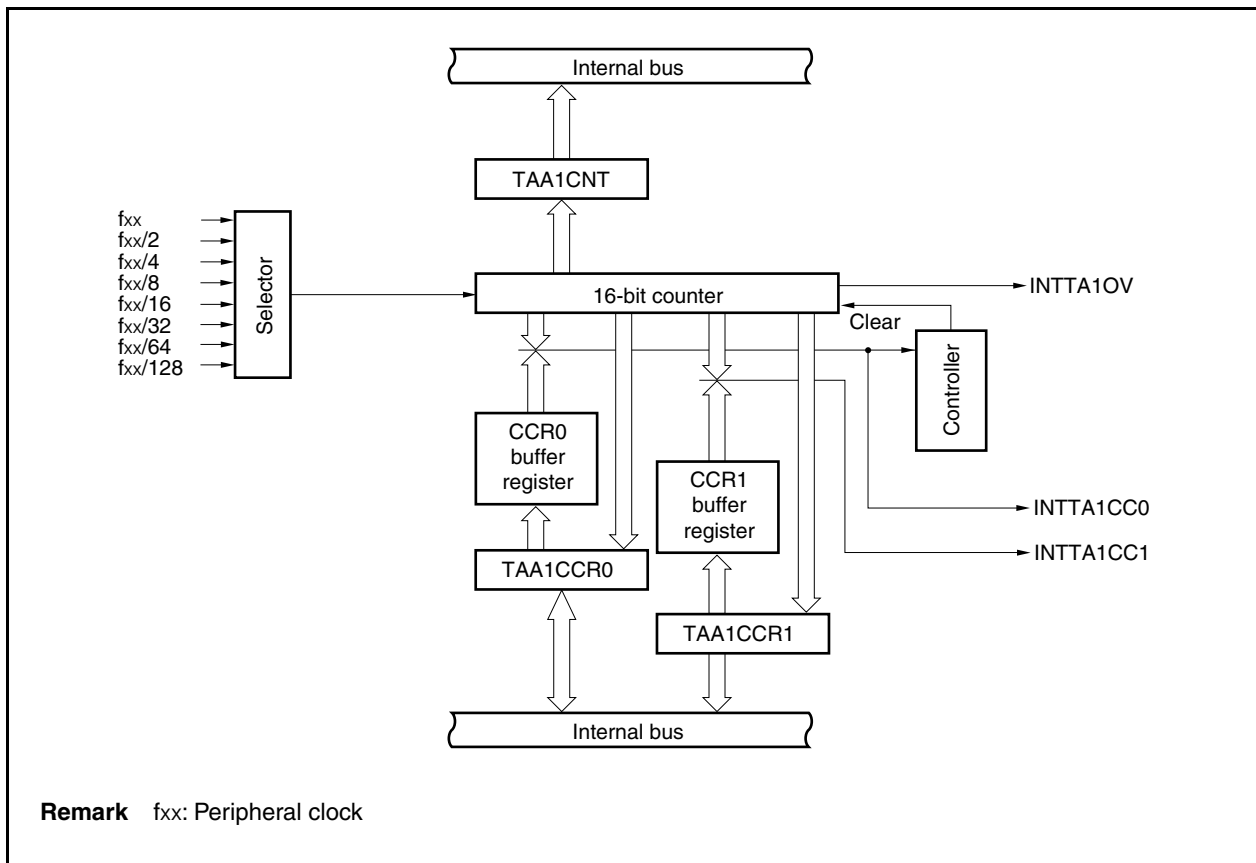 Internal bus
TAA1CNT
fxx
fxx/2
fxx/4
fxx/8
fxx/16
fxx/32
fxx/64
fxx/128
Selector
16-bit counter
INTTA1OV
Clear
Controller
CCR0
buffer
register
CCR1
buffer
register
INTTA1CC0
INTTA1CC1
TAA1CCR0
TAA1CCR1
Internal bus
Remark fxx: Peripheral clock